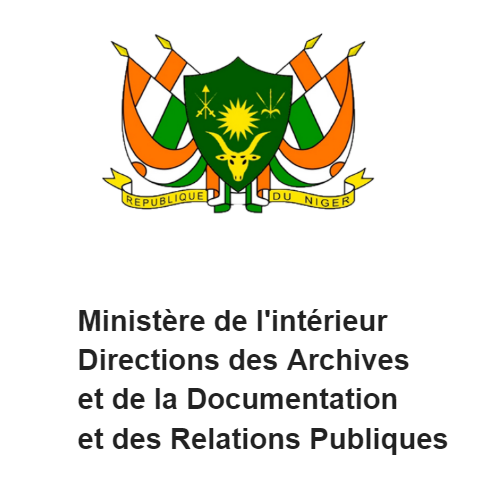 REPUBLIQUE DU NIGER
Ministère de l'intérieur
Directions des Archives
et de la Documentation
et des Relations Publiques